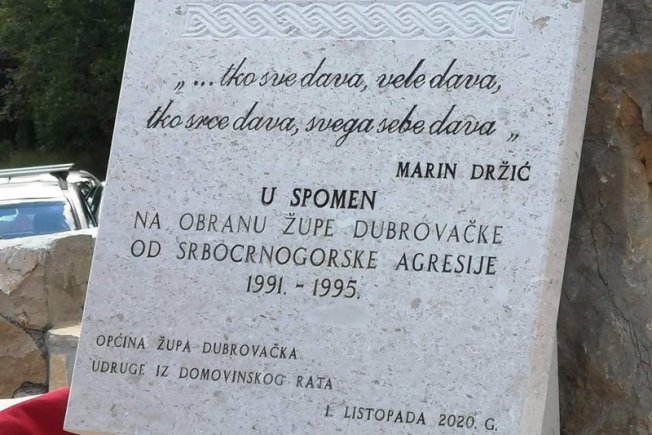 „ ... tko sve dava, vele dava,
tko srce dava, svega sebe dava „
MARIN DRŽIĆ
U SPOMEN
NA OBRANU ŽUPE DUBROVAČKE
OD SRBOCRNOGORSKE AGRESIJE
1991. - 1995.
OPĆINA ŽUPA DUBROVAČKA
UDRUGE IZ DOMOVINSKOG RATA
1. LISTOPADA 2020. G.